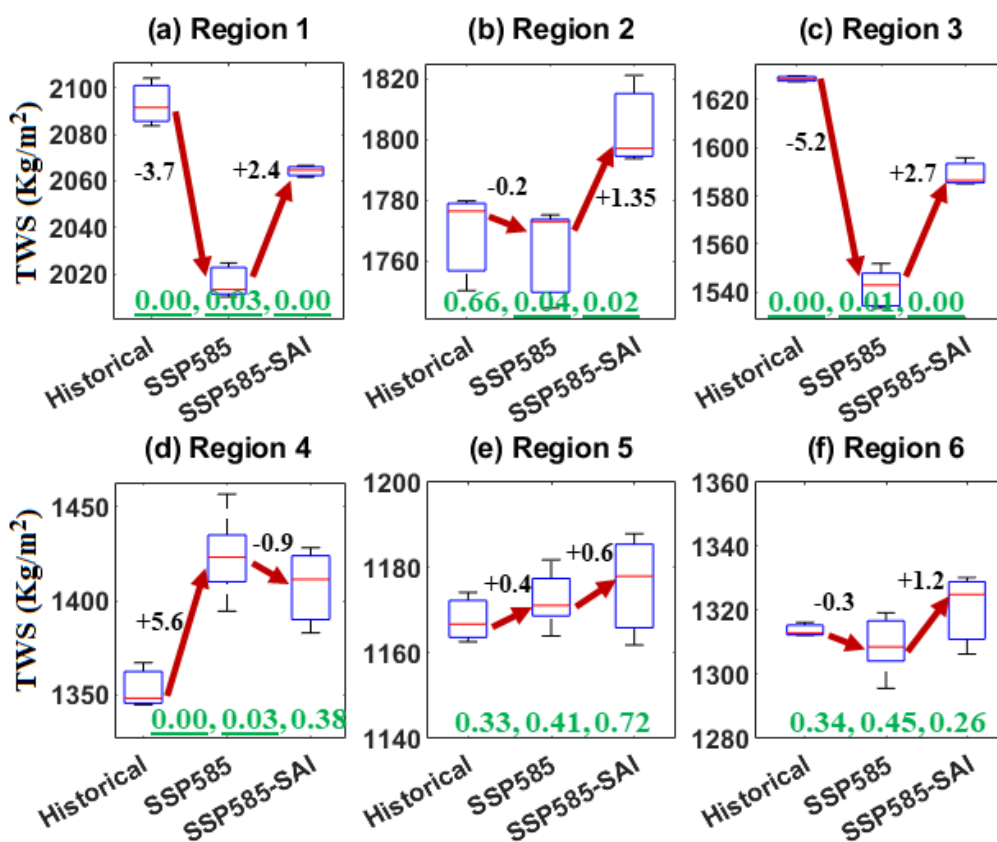 (a) Region 1
(b) Region 2
(c) Region 3
TWS (Kg/m²)
2100
2080
2060
2040
2020
-3.7
+2.4
0.00, 0.03, 0.00
Historical
SSP585
SSP585-SAI
1820
1800
1780
1760
-0.2
+1.35
0.66, 0.04, 0.02
Historical
SSP585
SSP585-SAI
1620
1600
1580
1560
1540
-5.2
+2.7
0.00, 0.01, 0.00
Historical
SSP585
SSP585-SAI
(d) Region 4
(e) Region 5
(f) Region 6
TWS (Kg/m²)
1450
1400
1350
+5.6
-0.9
0.00, 0.03, 0.38
Historical
SSP585
SSP585-SAI
1200
1180
1160
1140
+0.4
+0.6
0.33, 0.41, 0.72
Historical
SSP585
SSP585-SAI
1360
1340
1320
1300
1280
-0.3
+1.2
0.34, 0.45, 0.26
Historical
SSP585
SSP585-SAI